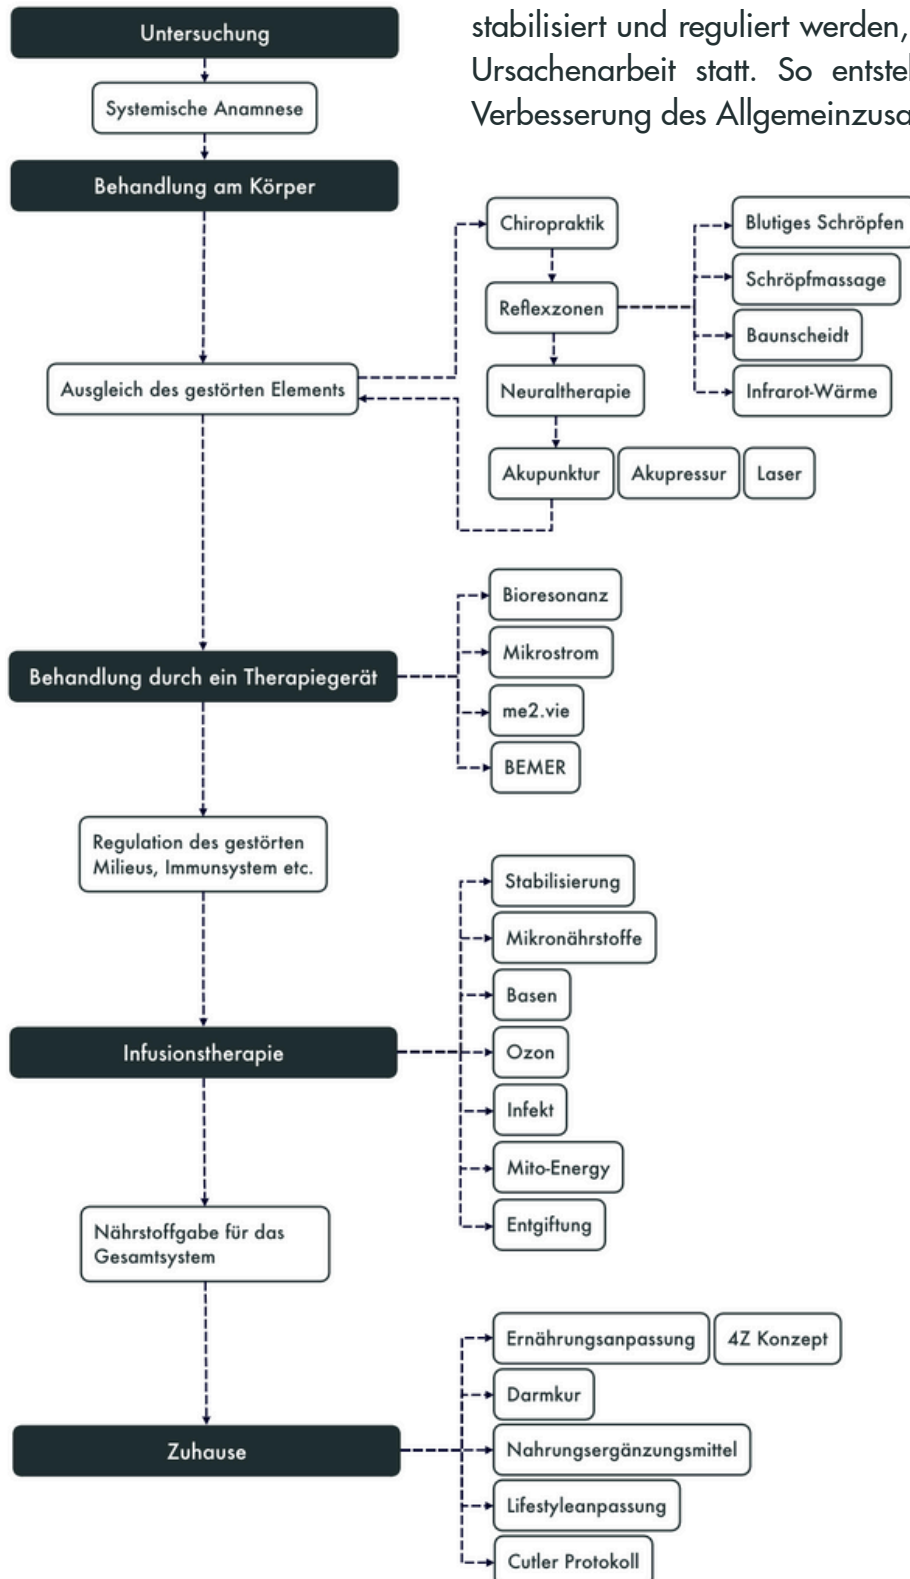 stabilisiert und reguliert werden,
Ursachenarbeit statt. So
Verbesserung des
Untersuchung
Systemische Anamnese
Behandlung am Körper
Chiropraktik
Blutiges Schröpfen
Schröpfmassage
Reflexzonen
Baunscheidt
Ausgleich des gestörten Elements
Neuraltherapie
Infrarot-Wärme
Akupunktur
Akupressur
Laser
Bioresonanz
Mikrostrom
Behandlung durch ein Therapiegerät
me2.vie
BEMER
Regulation des gestörten
Milieus, Immunsystem etc.
Stabilisierung
Mikronährstoffe
Basen
Infusionstherapie
Ozon
Infekt
Mito-Energy
Entgiftung
Nährstoffgabe für das
Gesamtsystem
Ernährungsanpassung
4Z Konzept
Darmkur
Zuhause
Nahrungsergänzungsmittel
Lifestyleanpassung
Cutler Protokoll